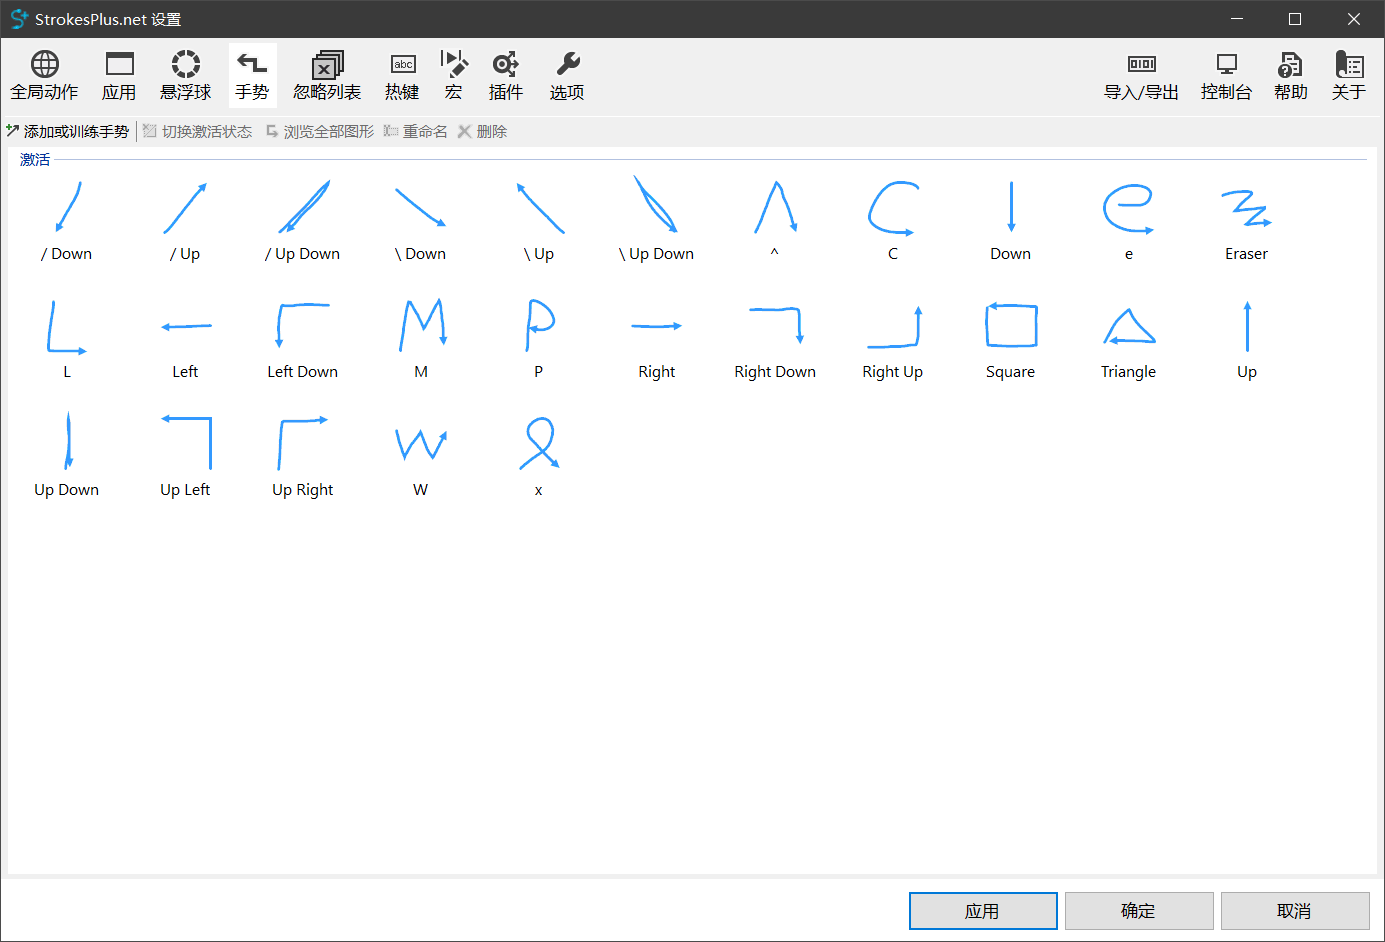 StrokesPlus.net 设置
全局动作 应用 悬浮球 手势 忽略列表 abc 热键 宏 插件 选项 导入/导出 控制台 帮助 关于
添加或训练手势 切换激活状态 浏览全部图形 重命名 删除
激活
/ Down / Up / Up Down \ Down \ Up \ Up Down ^ C Down e Eraser
L Left Left Down M P Right Right Down Right Up Square Triangle Up
Up Down Up Left Up Right W x
应用 确定 取消